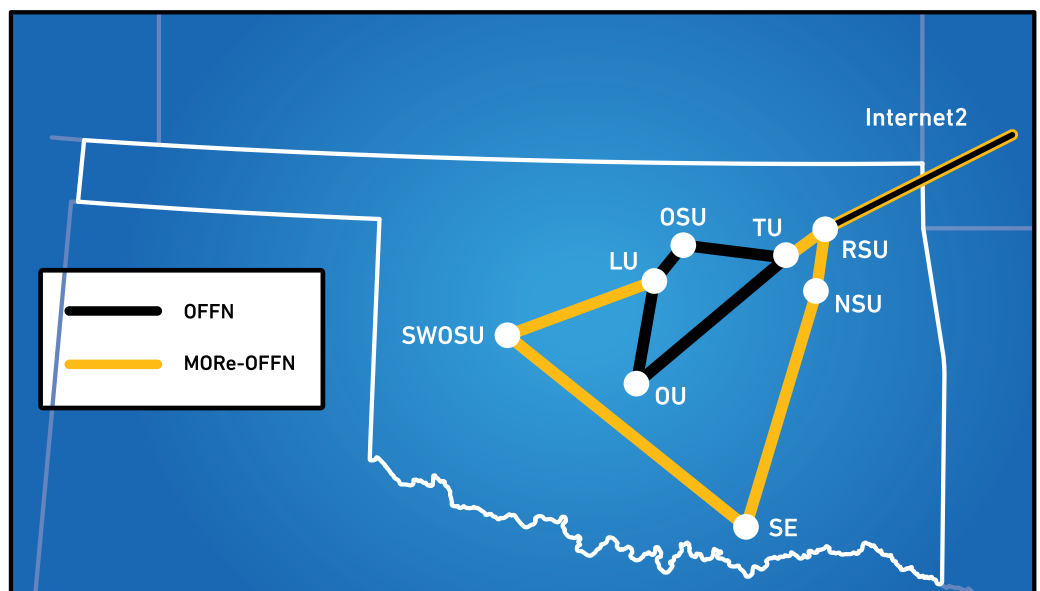 Internet2
OSU
TU
RSU
LU
NSU
OFFN
SWOSU
MORe-OFFN
OU
SE